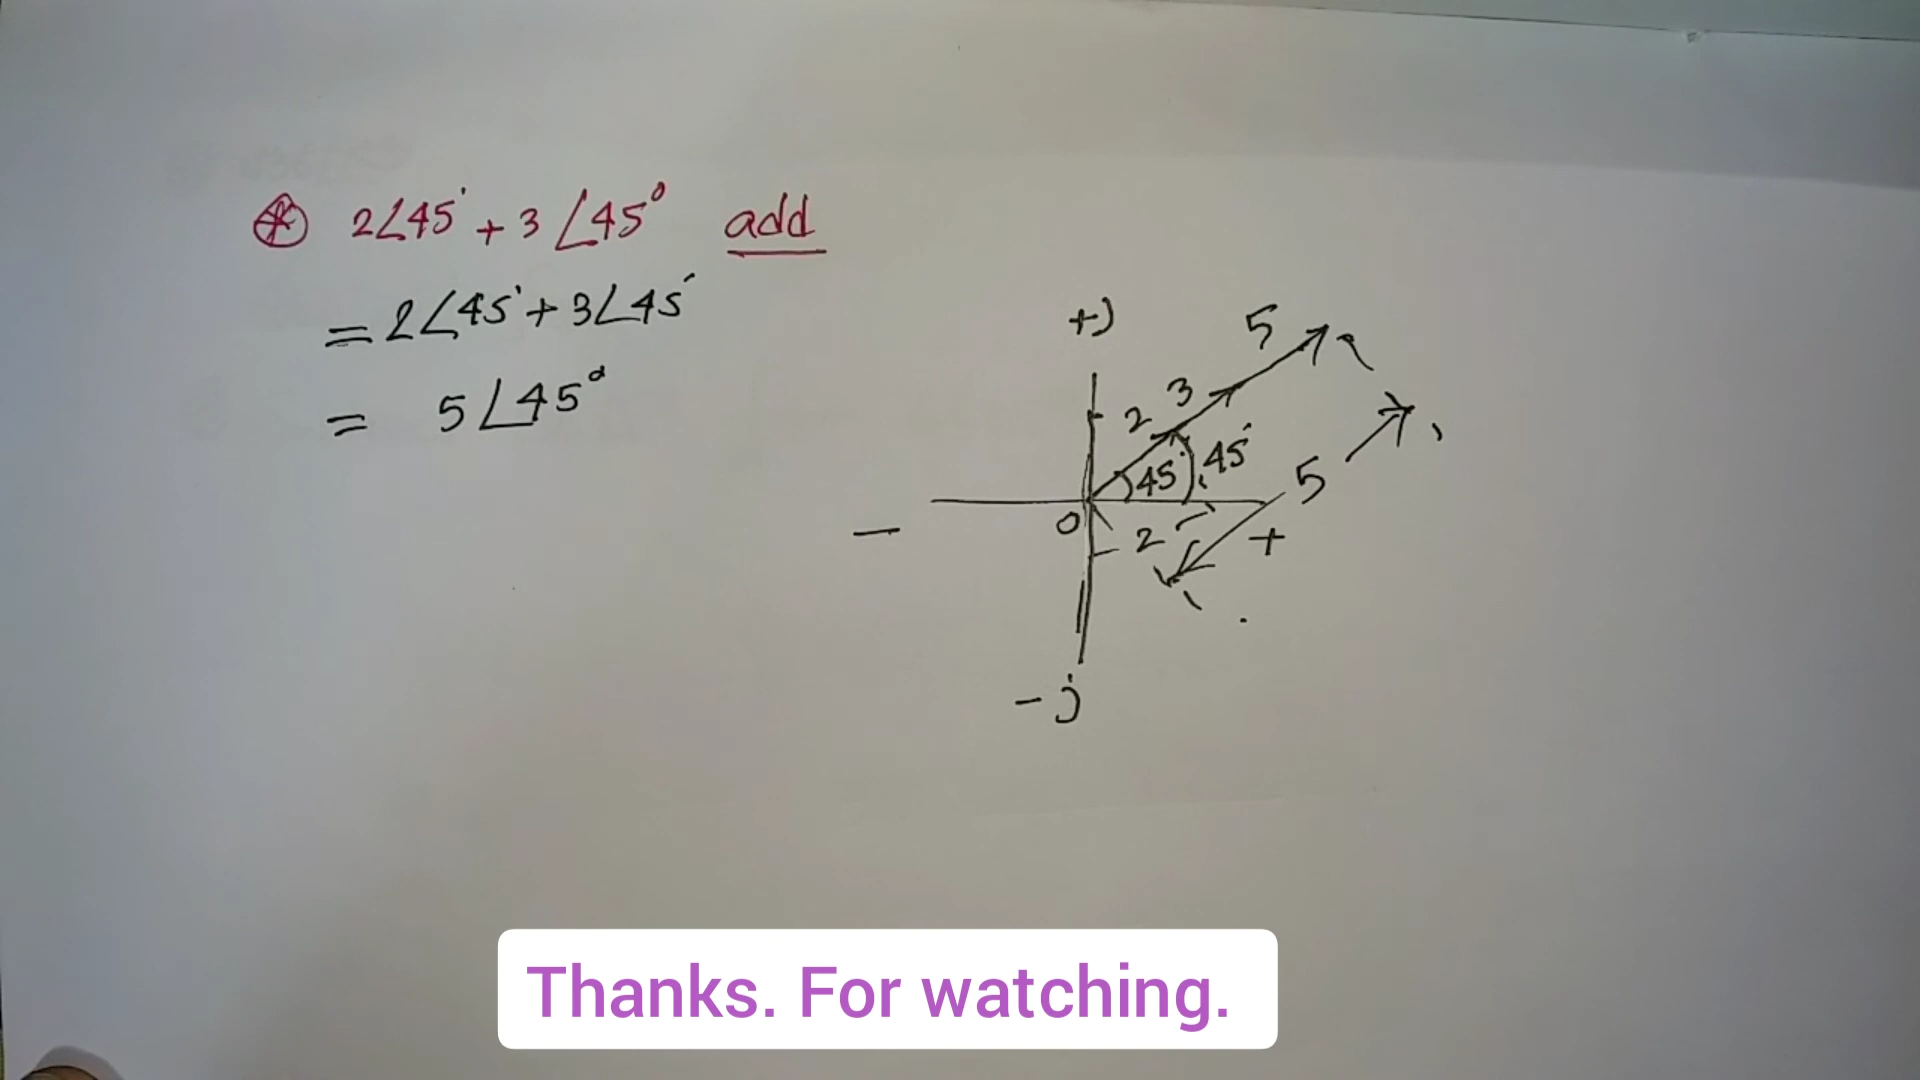 ⊛ 2∠45° + 3∠45° add
= 2∠45° + 3∠45°
= 5∠45°
+j
5
3
2
45°
45°
5
0
2
+
−
-j
Thanks. For watching.